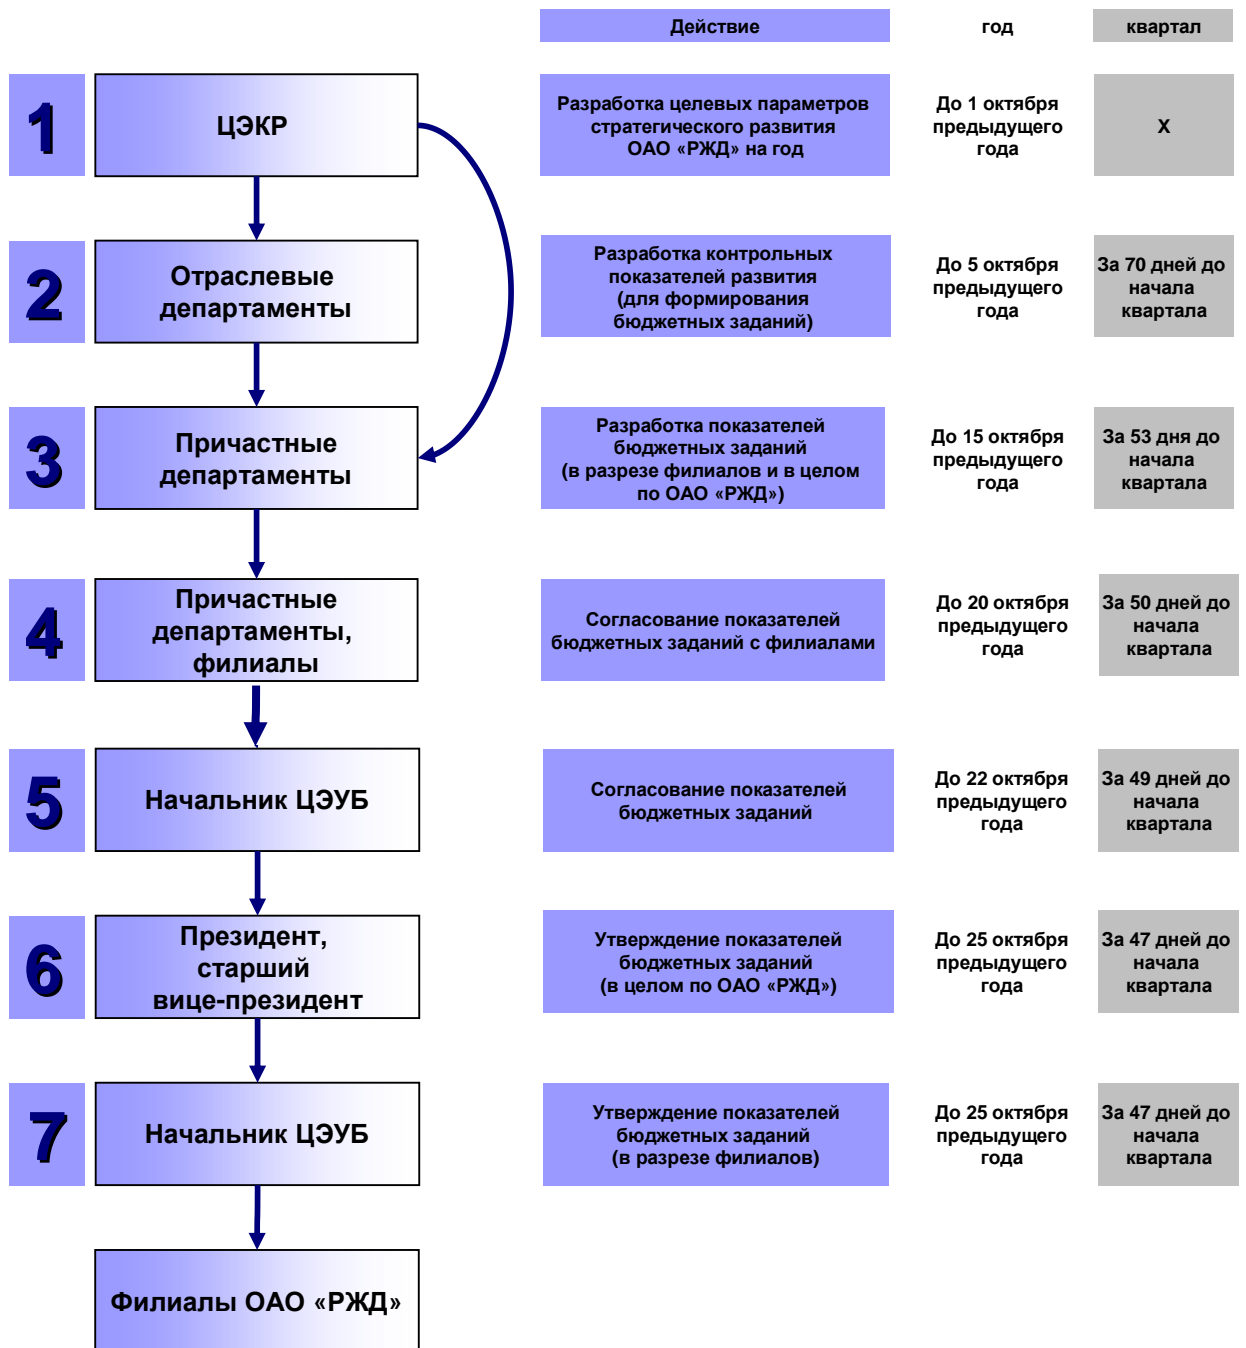 Действие
год
квартал
1
ЦЭКР
Разработка целевых параметров
стратегического развития
ОАО «РЖД» на год
До 1 октября
предыдущего
года
Х
2
Отраслевые
департаменты
Разработка контрольных
показателей развития
(для формирования
бюджетных заданий)
До 5 октября
предыдущего
года
За 70 дней до
начала
квартала
3
Причастные
департаменты
Разработка показателей
бюджетных заданий
(в разрезе филиалов и в целом
по ОАО «РЖД»)
До 15 октября
предыдущего
года
За 53 дня до
начала
квартала
4
Причастные
департаменты,
филиалы
Согласование показателей
бюджетных заданий с филиалами
До 20 октября
предыдущего
года
За 50 дней до
начала
квартала
5
Начальник ЦЭУБ
Согласование показателей
бюджетных заданий
До 22 октября
предыдущего
года
За 49 дней до
начала
квартала
6
Президент,
старший
вице-президент
Утверждение показателей
бюджетных заданий
(в целом по ОАО «РЖД»)
До 25 октября
предыдущего
года
За 47 дней до
начала
квартала
7
Начальник ЦЭУБ
Утверждение показателей
бюджетных заданий
(в разрезе филиалов)
До 25 октября
предыдущего
года
За 47 дней до
начала
квартала
Филиалы ОАО «РЖД»